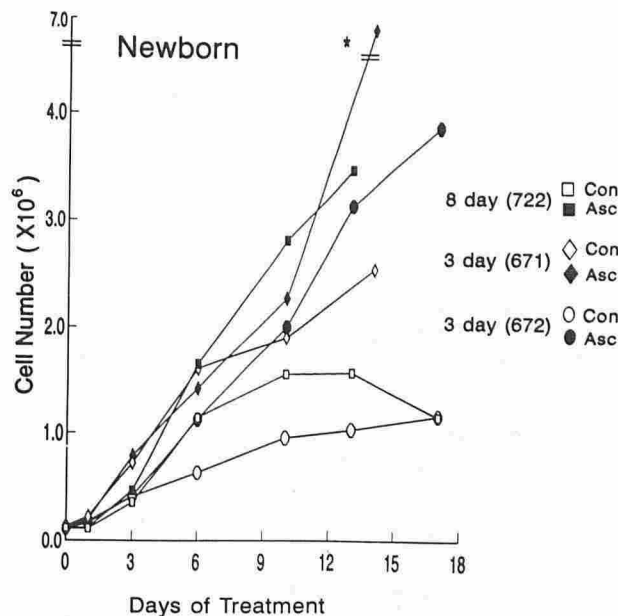 7.0
Newborn
*
4.0
3.0
2.0
1.0
0.0
Cell Number (X10⁶)
0 3 6 9 12 15 18
Days of Treatment
8 day (722) Con
Asc
3 day (671) Con
Asc
3 day (672) Con
Asc